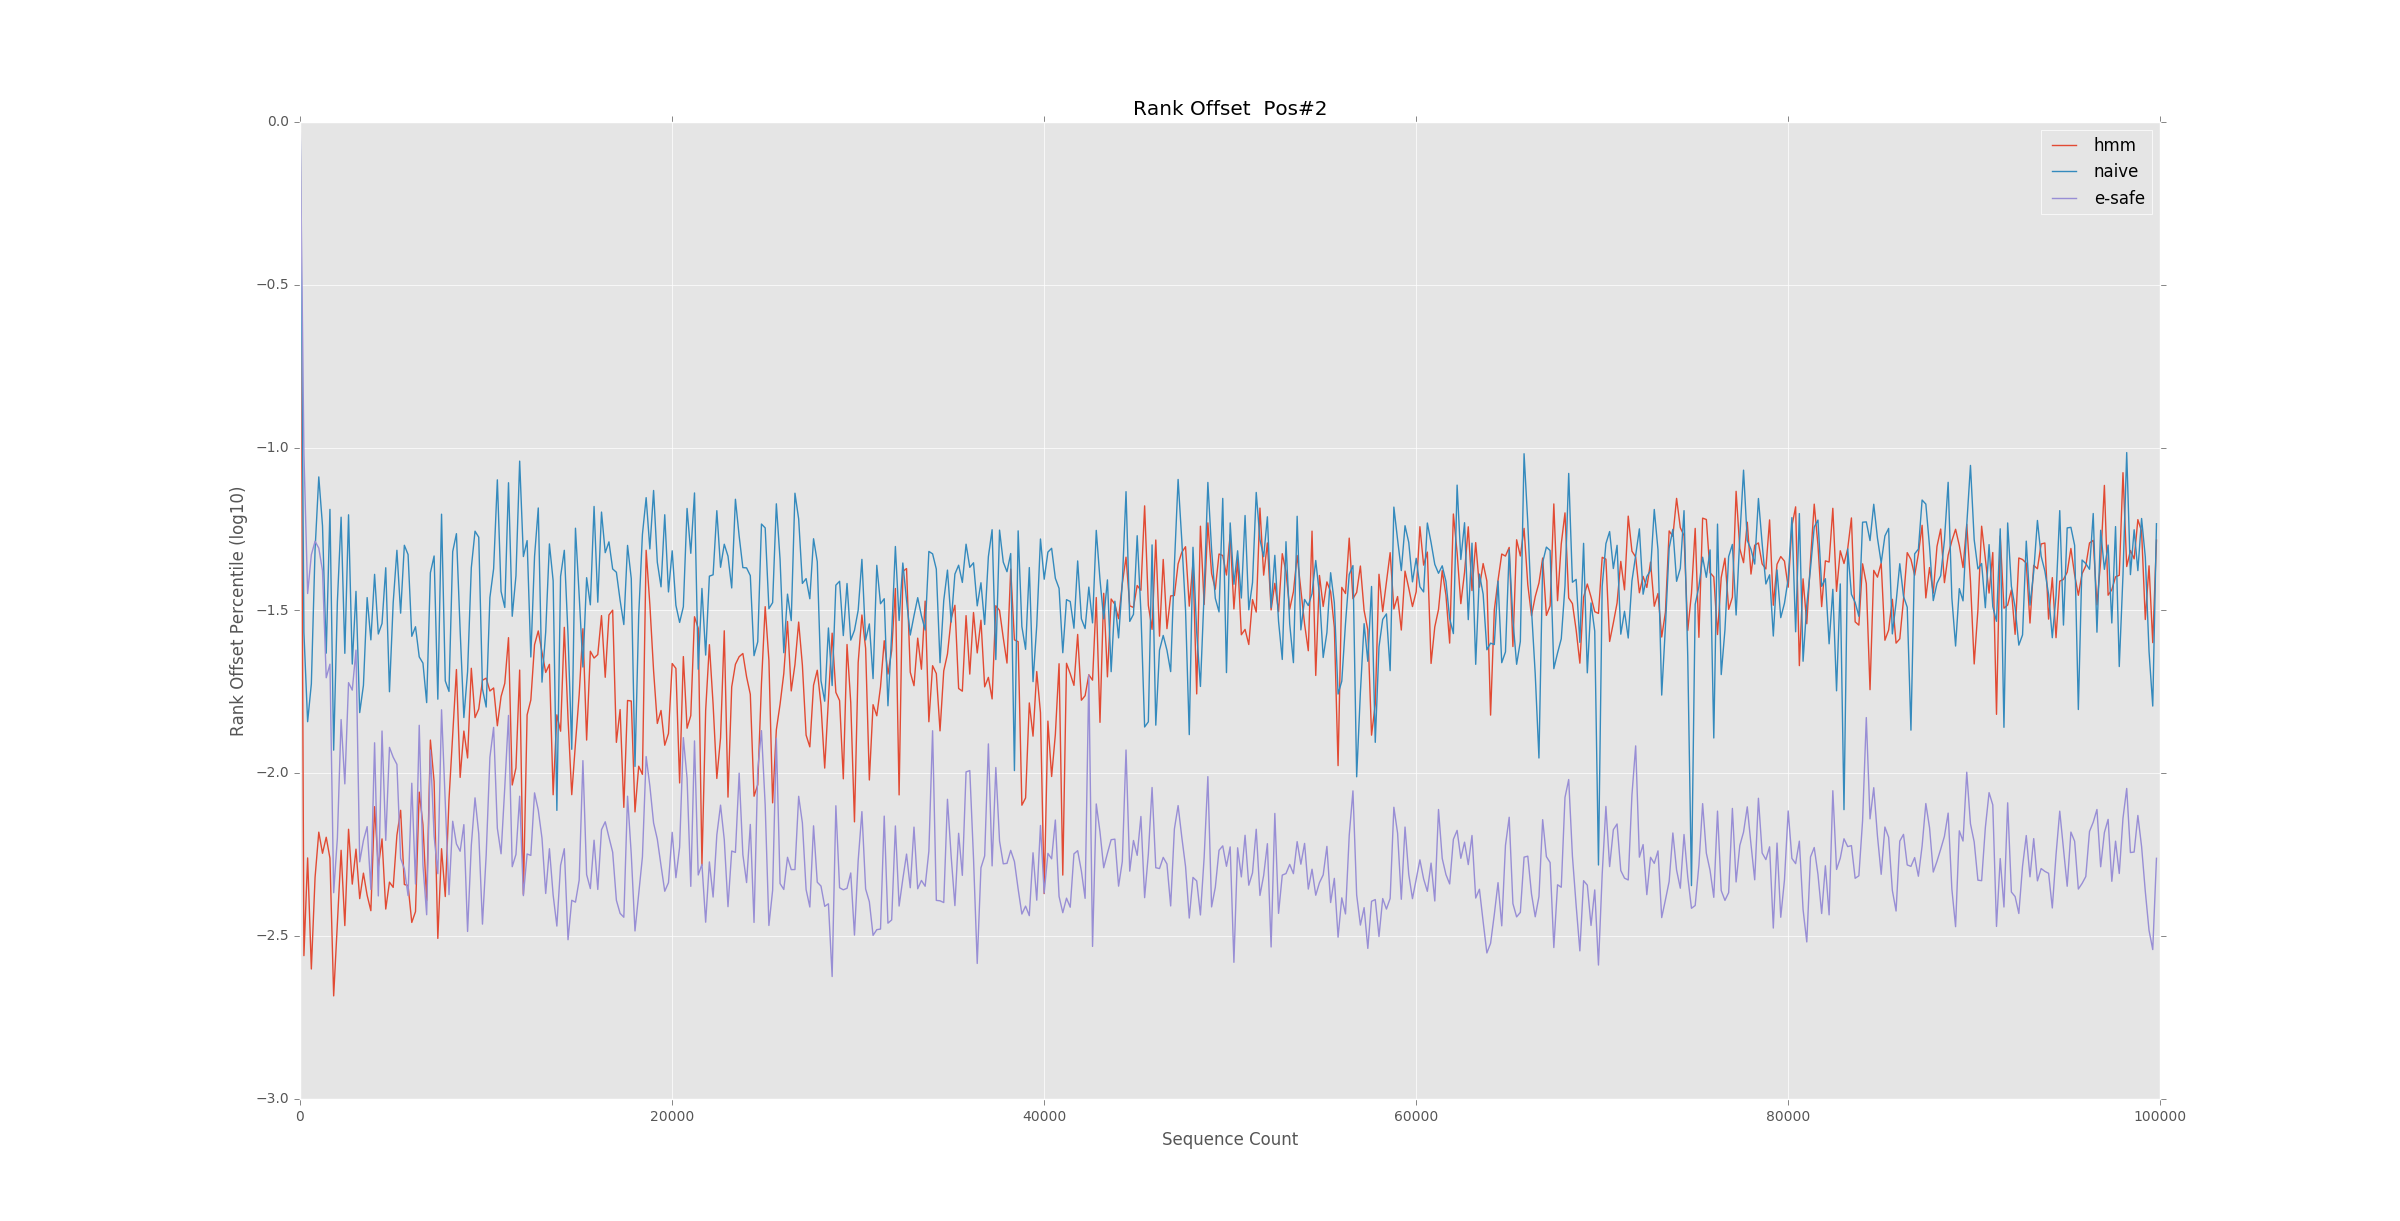 Rank Offset  Pos#2
hmm
naive
e-safe
Rank Offset Percentile (log10)
0.0
−0.5
−1.0
−1.5
−2.0
−2.5
−3.0
0 20000 40000 60000 80000 100000
Sequence Count